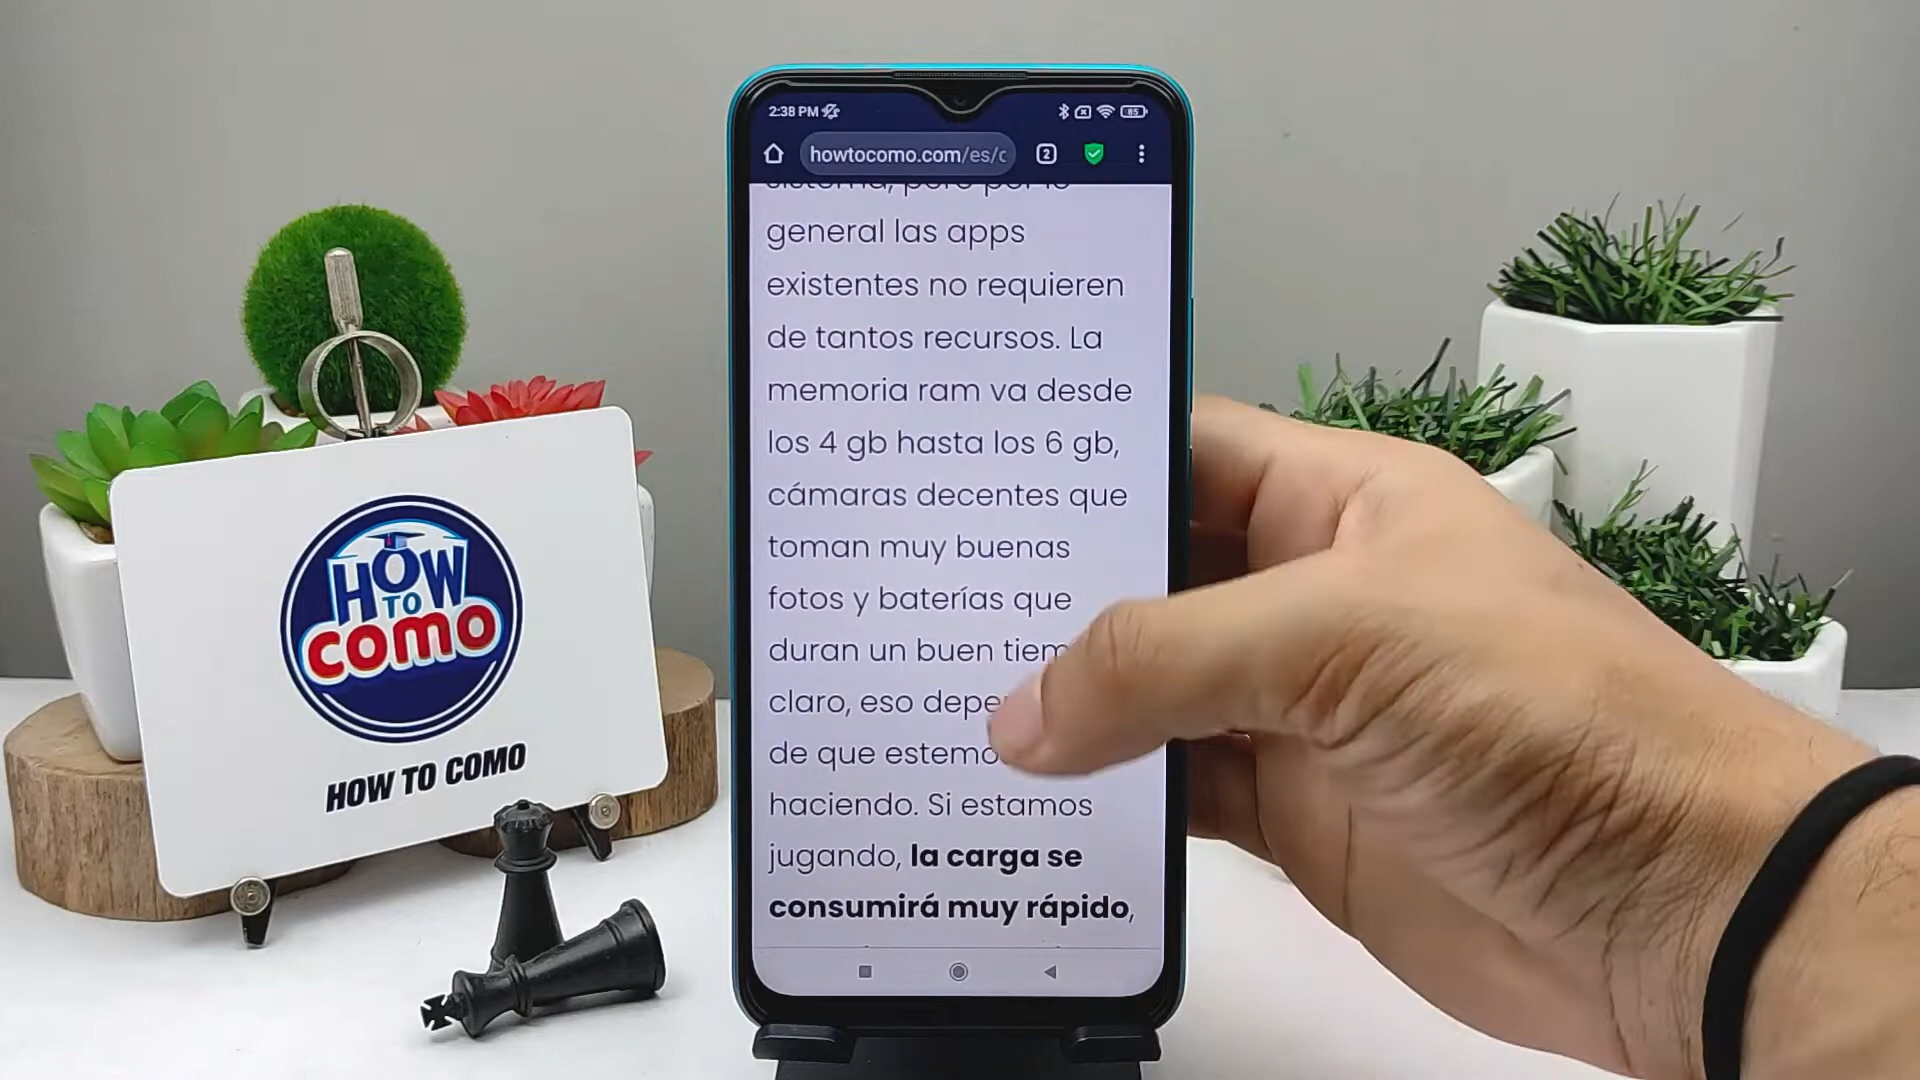 2:38 PM
85
howtocomo.com/es/c
2
general las apps
existentes no requieren
de tantos recursos. La
memoria ram va desde
los 4 gb hasta los 6 gb,
cámaras decentes que
toman muy buenas
fotos y baterías que
duran un buen
claro, eso
de que
haciendo. Si estamos
jugando, la carga se
consumirá muy rápido,
HOW
TO
como
HOW TO COMO